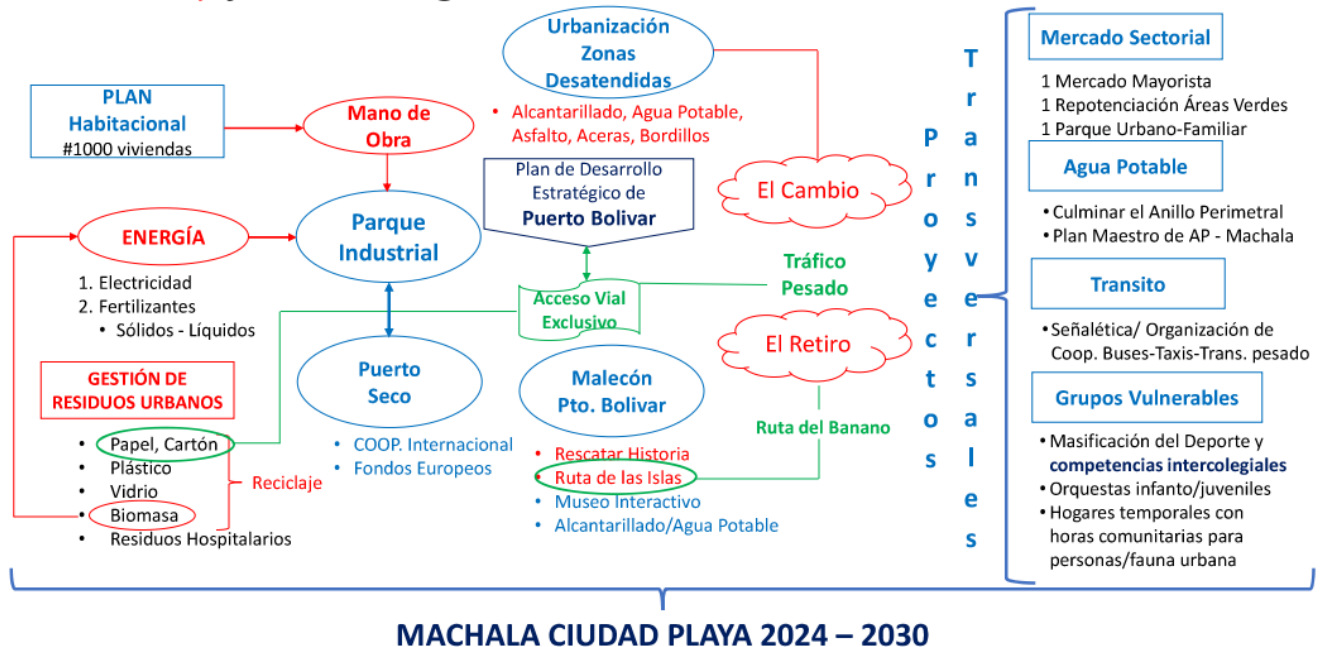 Urbanización
Zonas
Desatendidas
• Alcantarillado, Agua Potable,
Asfalto, Aceras, Bordillos
PLAN
Habitacional
#1000 viviendas
Mano de
Obra
Plan de Desarrollo
Estratégico de
Puerto Bolivar
El Cambio
ENERGÍA
1. Electricidad
2. Fertilizantes
• Sólidos - Líquidos
Parque
Industrial
Acceso Vial
Exclusivo
Tráfico
Pesado
El Retiro
GESTIÓN DE
RESIDUOS URBANOS
• Papel, Cartón
• Plástico
• Vidrio
• Biomasa
• Residuos Hospitalarios
Reciclaje
Puerto
Seco
• COOP. Internacional
• Fondos Europeos
Malecón
Pto. Bolivar
• Rescatar Historia
• Ruta de las Islas
• Museo Interactivo
• Alcantarillado/Agua Potable
Ruta del Banano
Proyectos
Transversales
Mercado Sectorial
1 Mercado Mayorista
1 Repotenciación Áreas Verdes
1 Parque Urbano-Familiar
Agua Potable
• Culminar el Anillo Perimetral
• Plan Maestro de AP - Machala
Transito
• Señalética/ Organización de
Coop. Buses-Taxis-Trans. pesado
Grupos Vulnerables
• Masificación del Deporte y
competencias intercolegiales
• Orquestas infanto/juveniles
• Hogares temporales con
horas comunitarias para
personas/fauna urbana
MACHALA CIUDAD PLAYA 2024 – 2030